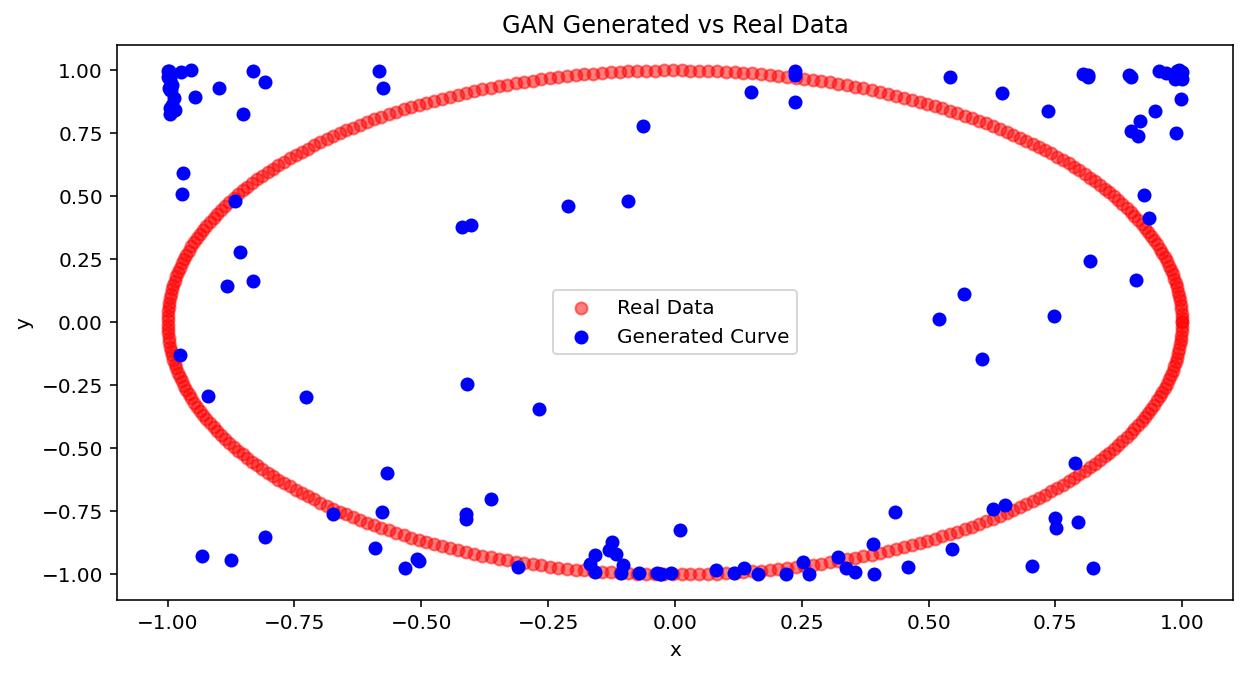 GAN Generated vs Real Data
1.00
0.75
0.50
0.25
0.00
−0.25
−0.50
−0.75
−1.00
y
Real Data
Generated Curve
−1.00 −0.75 −0.50 −0.25 0.00 0.25 0.50 0.75 1.00
x